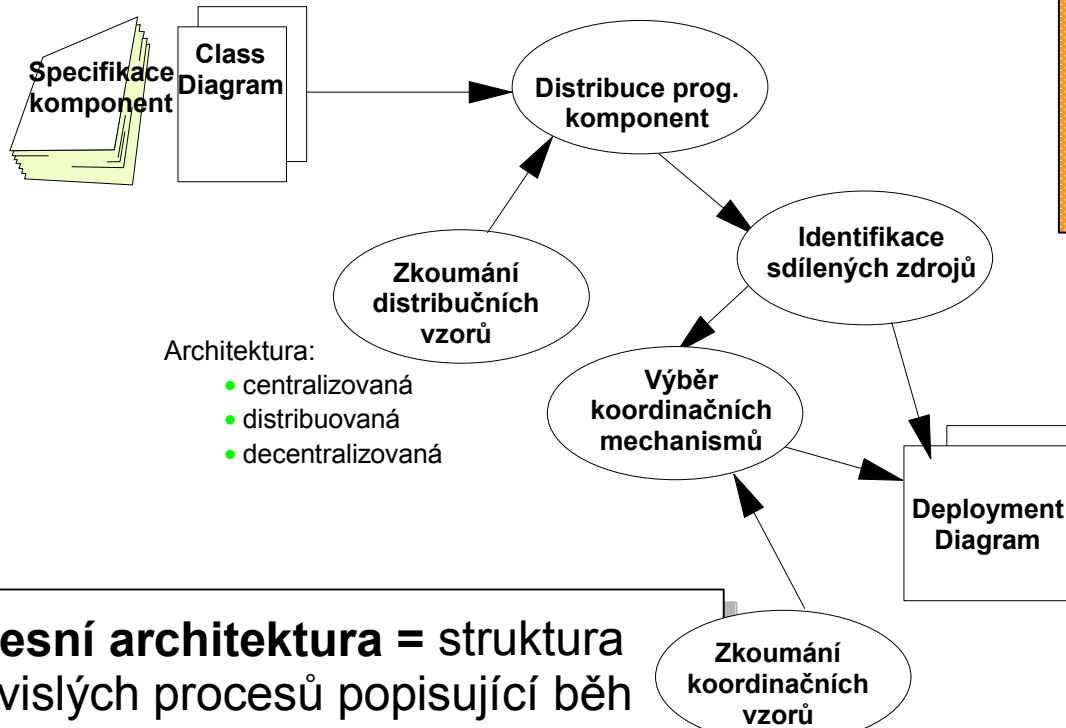 Specifikace
komponent
Class
Diagram
Distribuce prog.
komponent
Identifikace
sdílených zdrojů
Zkoumání
distribučních
vzorů
Architektura:
• centralizovaná
• distribuovaná
• decentralizovaná
Výběr
koordinačních
mechanismů
Deployment
Diagram
esní architektura = struktura
vislých procesů popisující běh
Zkoumání
koordinačních
vzorů